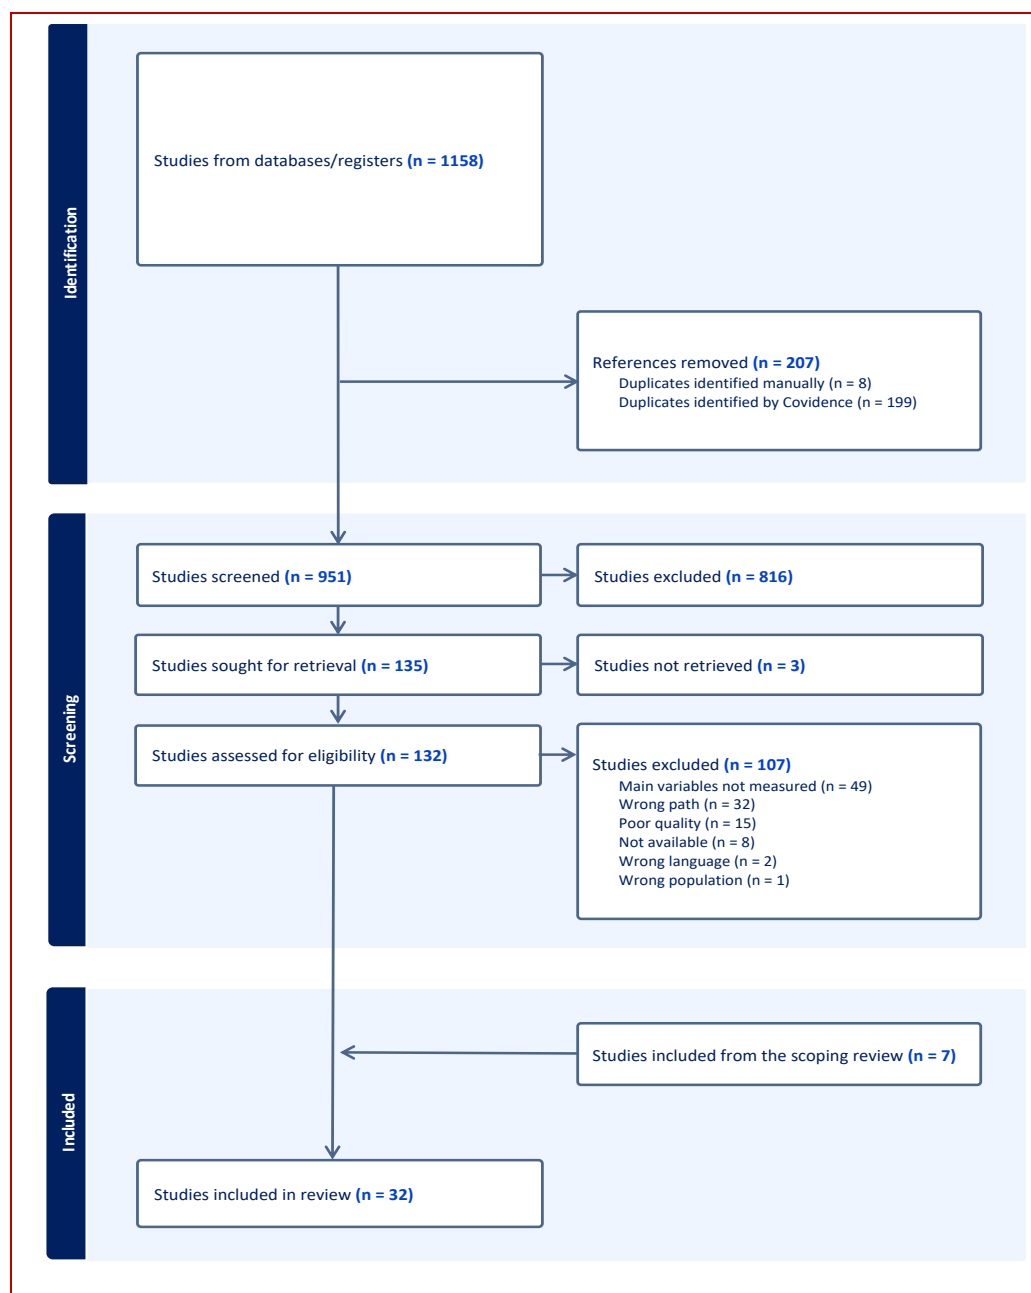 Identification
Studies from databases/registers (n = 1158)
References removed (n = 207)
Duplicates identified manually (n = 8)
Duplicates identified by Covidence (n = 199)
Screening
Studies screened (n = 951)
Studies excluded (n = 816)
Studies sought for retrieval (n = 135)
Studies not retrieved (n = 3)
Studies assessed for eligibility (n = 132)
Studies excluded (n = 107)
Main variables not measured (n = 49)
Wrong path (n = 32)
Poor quality (n = 15)
Not available (n = 8)
Wrong language (n = 2)
Wrong population (n = 1)
Included
Studies included from the scoping review (n = 7)
Studies included in review (n = 32)